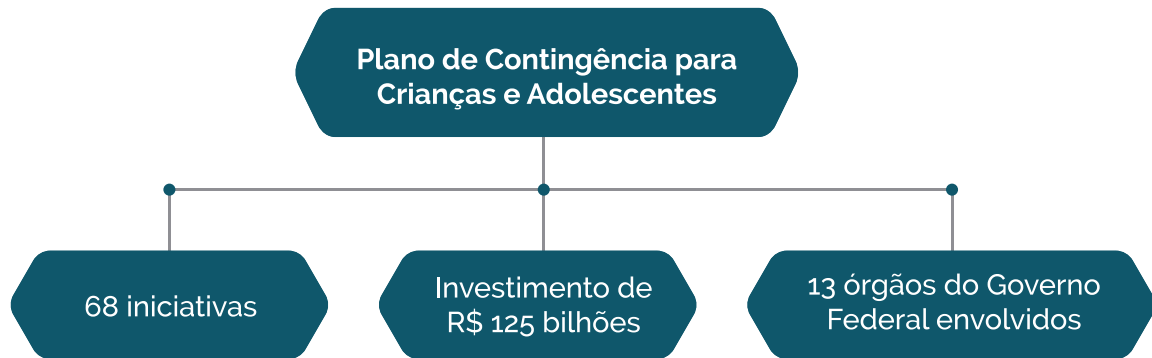 Plano de Contingência para
Crianças e Adolescentes
68 iniciativas
Investimento de
R$ 125 bilhões
13 órgãos do Governo
Federal envolvidos